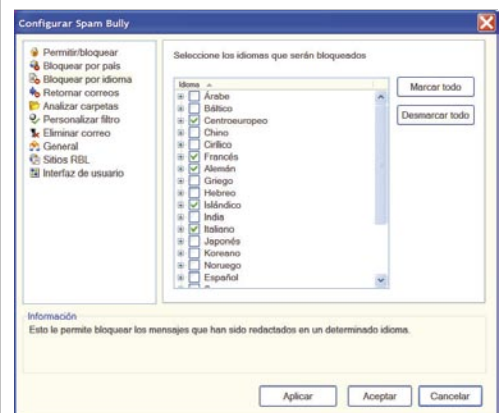 Configurar Spam Bully
Permitir/bloquear
Bloquear por país
Bloquear por idioma
Retornar correos
Analizar carpetas
Personalizar filtro
Eliminar correo
General
Sitios RBL
Interfaz de usuario
Seleccione los idiomas que serán bloqueados
Idioma
Árabe
Báltico
Centroeuropeo
Chino
Cirílico
Francés
Alemán
Griego
Hebreo
Islándico
India
Italiano
Japonés
Koreano
Noruego
Español
Marcar todo
Desmarcar todo
Información
Esto le permite bloquear los mensajes que han sido redactados en un determinado idioma.
Aplicar
Aceptar
Cancelar